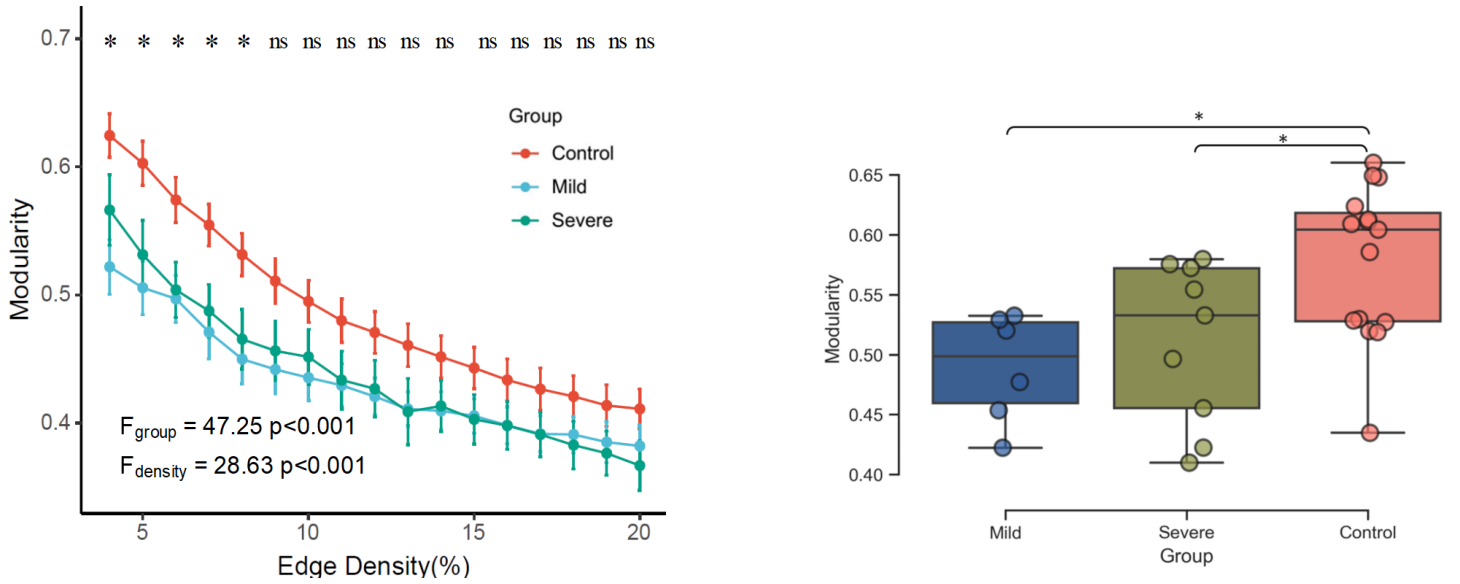 0.7
* * * * * ns ns ns ns ns ns ns ns ns ns ns ns
Group
Control
0.6
Mild
Severe
Modularity
0.5
0.4
Fgroup = 47.25 p<0.001
Fdensity = 28.63 p<0.001
5 10 15 20
Edge Density(%)
*
*
0.65
0.60
0.55
Modularity
0.50
0.45
0.40
Mild Severe Control
Group